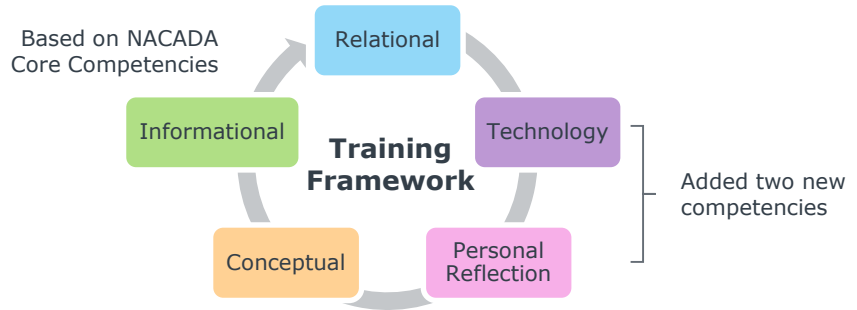 Based on NACADA
Core Competencies
Relational
Informational
Technology
Training
Framework
Added two new
competencies
Conceptual
Personal
Reflection